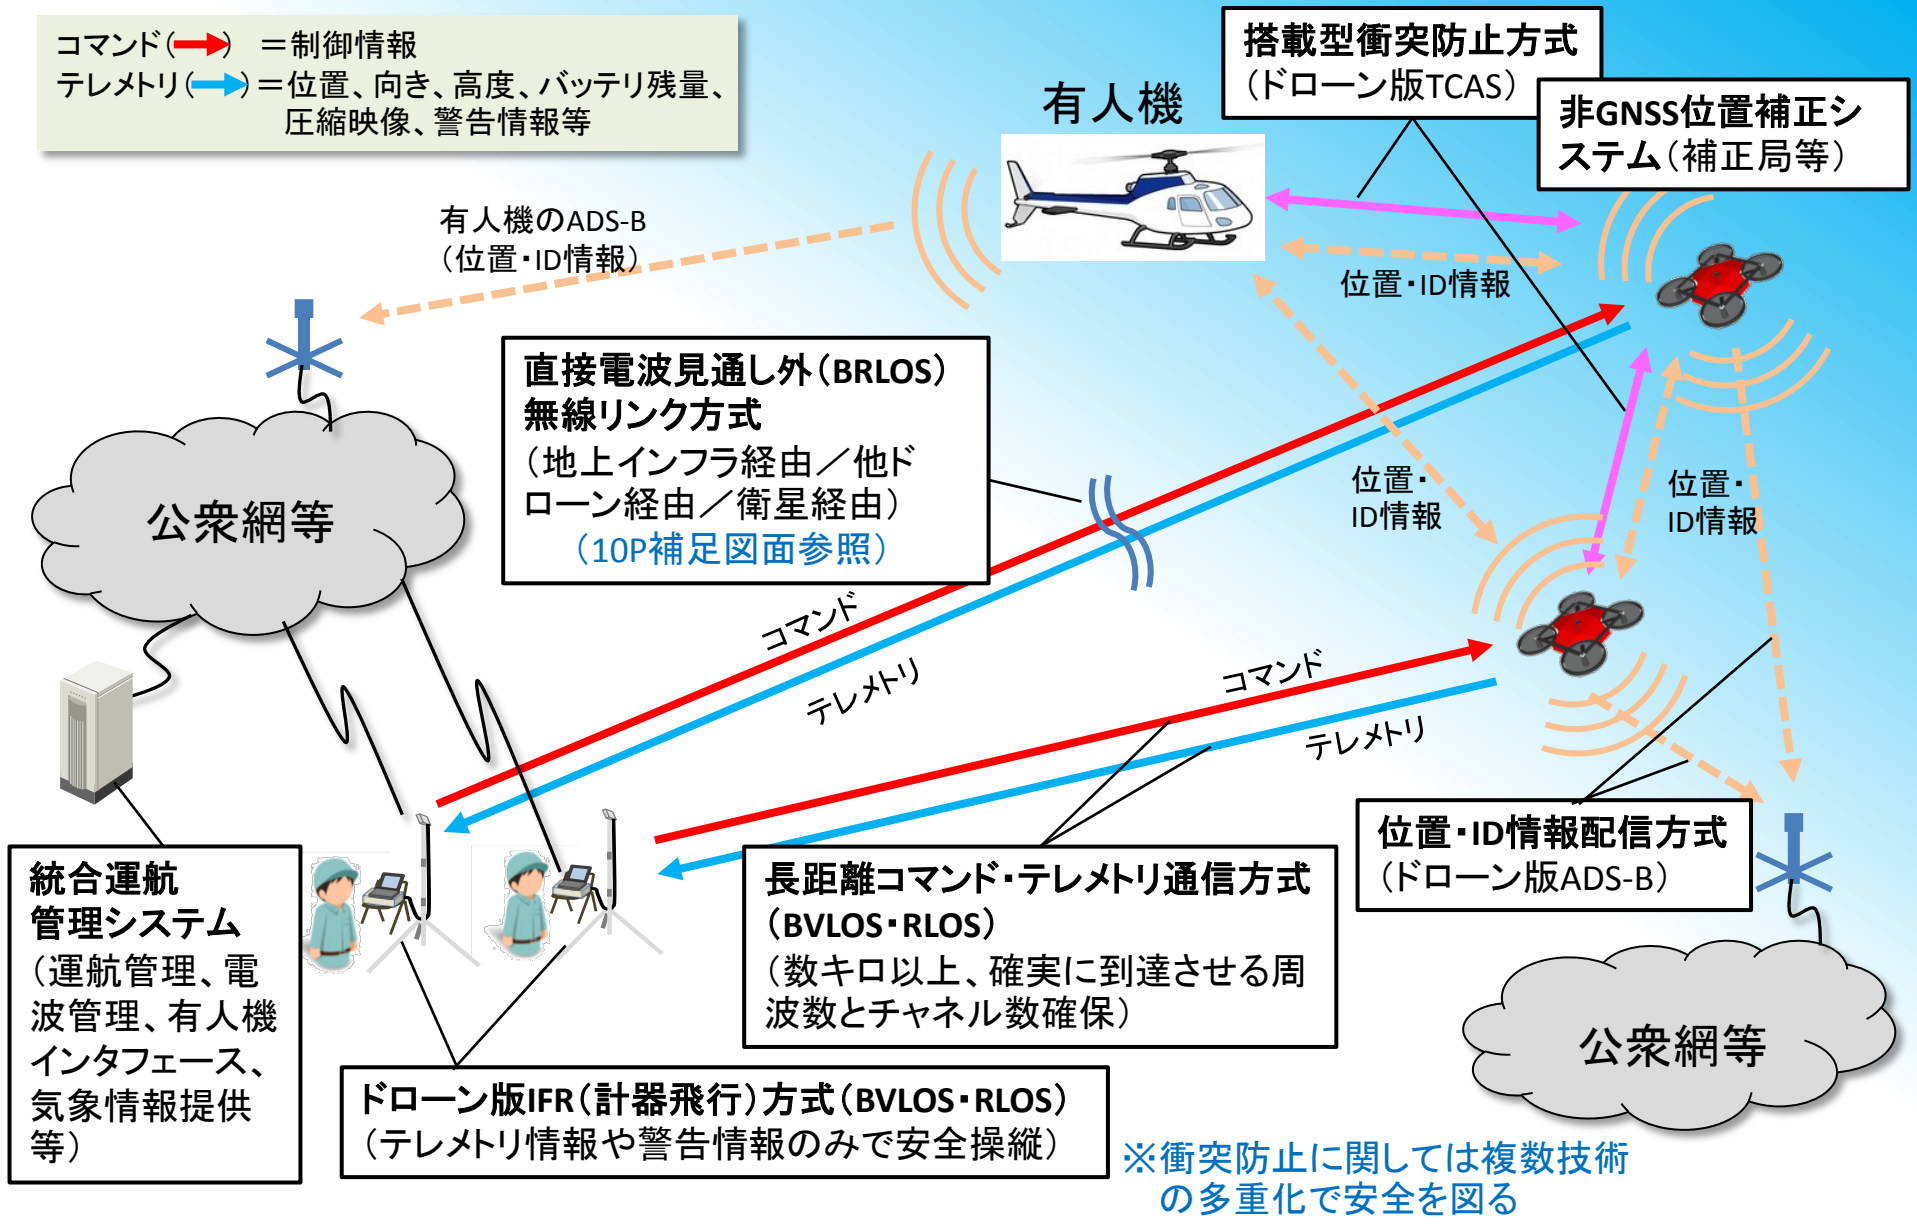 コマンド(→) ＝制御情報
テレメトリ(→)＝位置、向き、高度、バッテリ残量、
圧縮映像、警告情報等
有人機
搭載型衝突防止方式
（ドローン版TCAS）
非GNSS位置補正シ
ステム（補正局等）
有人機のADS-B
（位置・ID情報）
位置・ID情報
直接電波見通し外（BRLOS）
無線リンク方式
（地上インフラ経由／他ド
ローン経由／衛星経由）
（10P補足図面参照）
位置・
ID情報
位置・
ID情報
公衆網等
コマンド
テレメトリ
コマンド
テレメトリ
統合運航
管理システム
（運航管理、電
波管理、有人機
インタフェース、
気象情報提供
等）
長距離コマンド・テレメトリ通信方式
（BVLOS・RLOS）
（数キロ以上、確実に到達させる周
波数とチャネル数確保）
位置・ID情報配信方式
（ドローン版ADS-B）
公衆網等
ドローン版IFR（計器飛行）方式（BVLOS・RLOS）
（テレメトリ情報や警告情報のみで安全操縦）
※衝突防止に関しては複数技術
の多重化で安全を図る